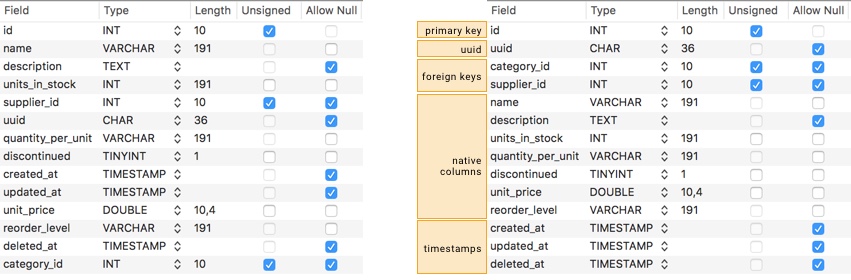 Field Type Length Unsigned Allow Null
id INT 10
name VARCHAR 191
description TEXT
units_in_stock INT 191
supplier_id INT 10
uuid CHAR 36
quantity_per_unit VARCHAR 191
discontinued TINYINT 1
created_at TIMESTAMP
updated_at TIMESTAMP
unit_price DOUBLE 10,4
reorder_level VARCHAR 191
deleted_at TIMESTAMP
category_id INT 10
Field Type Length Unsigned Allow Null
primary key id INT 10
uuid uuid CHAR 36
foreign keys category_id INT 10
supplier_id INT 10
name VARCHAR 191
description TEXT
units_in_stock INT 191
native quantity_per_unit VARCHAR 191
columns discontinued TINYINT 1
unit_price DOUBLE 10,4
reorder_level VARCHAR 191
created_at TIMESTAMP
timestamps updated_at TIMESTAMP
deleted_at TIMESTAMP